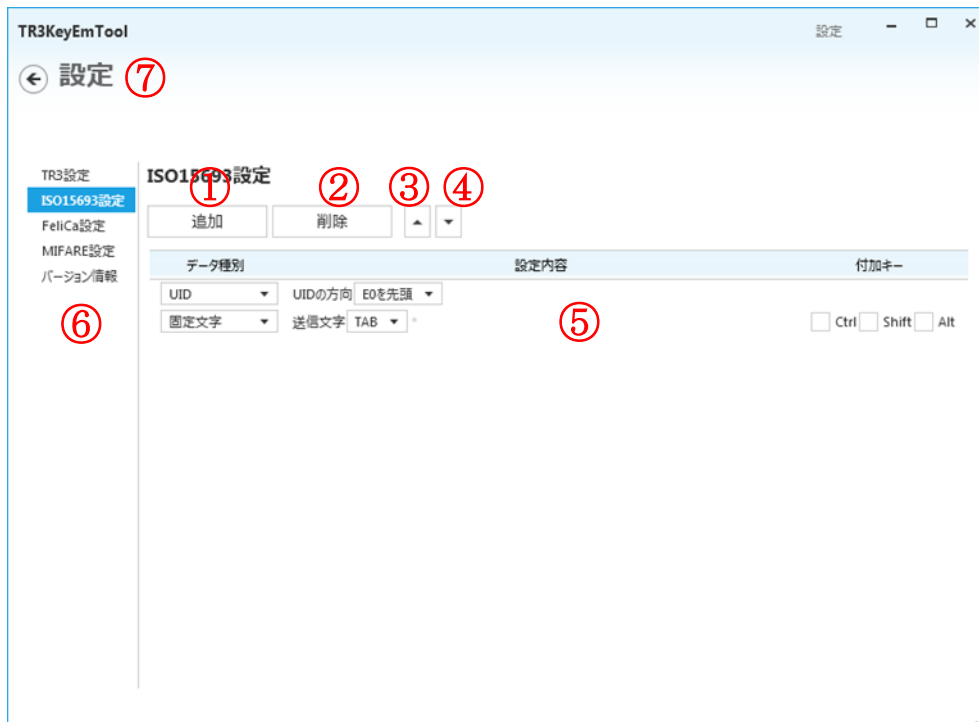 TR3KeyEmTool 設定
設定 ⑦
TR3設定
ISO15693設定
FeliCa設定
MIFARE設定
バージョン情報
⑥
ISO15693設定
① ② ③ ④
追加 削除
データ種別 設定内容 付加キー
UID UIDの方向 E0を先頭
固定文字 送信文字 TAB Ctrl Shift Alt
⑤